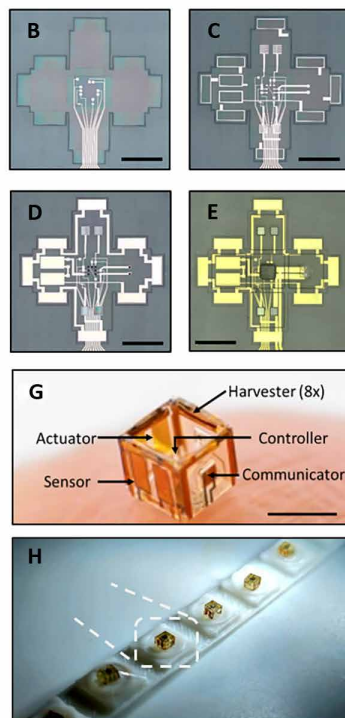 B
C
D
E
G
Harvester (8x)
Actuator
Controller
Sensor
Communicator
H